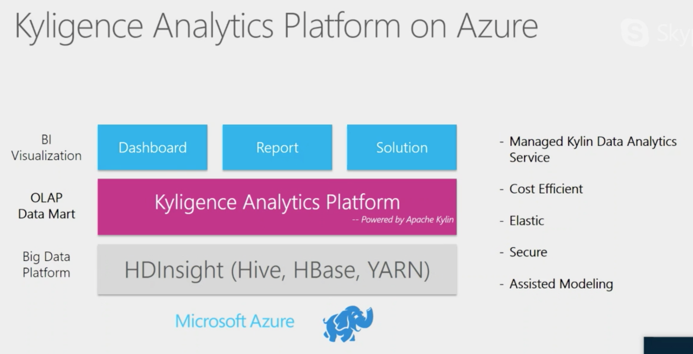 Kyligence Analytics Platform on Azure
BI
Visualization
Dashboard
Report
Solution
OLAP
Data Mart
Kyligence Analytics Platform
-- Powered by Apache Kylin
Big Data
Platform
HDInsight (Hive, HBase, YARN)
Microsoft Azure
- Managed Kylin Data Analytics
Service
- Cost Efficient
- Elastic
- Secure
- Assisted Modeling